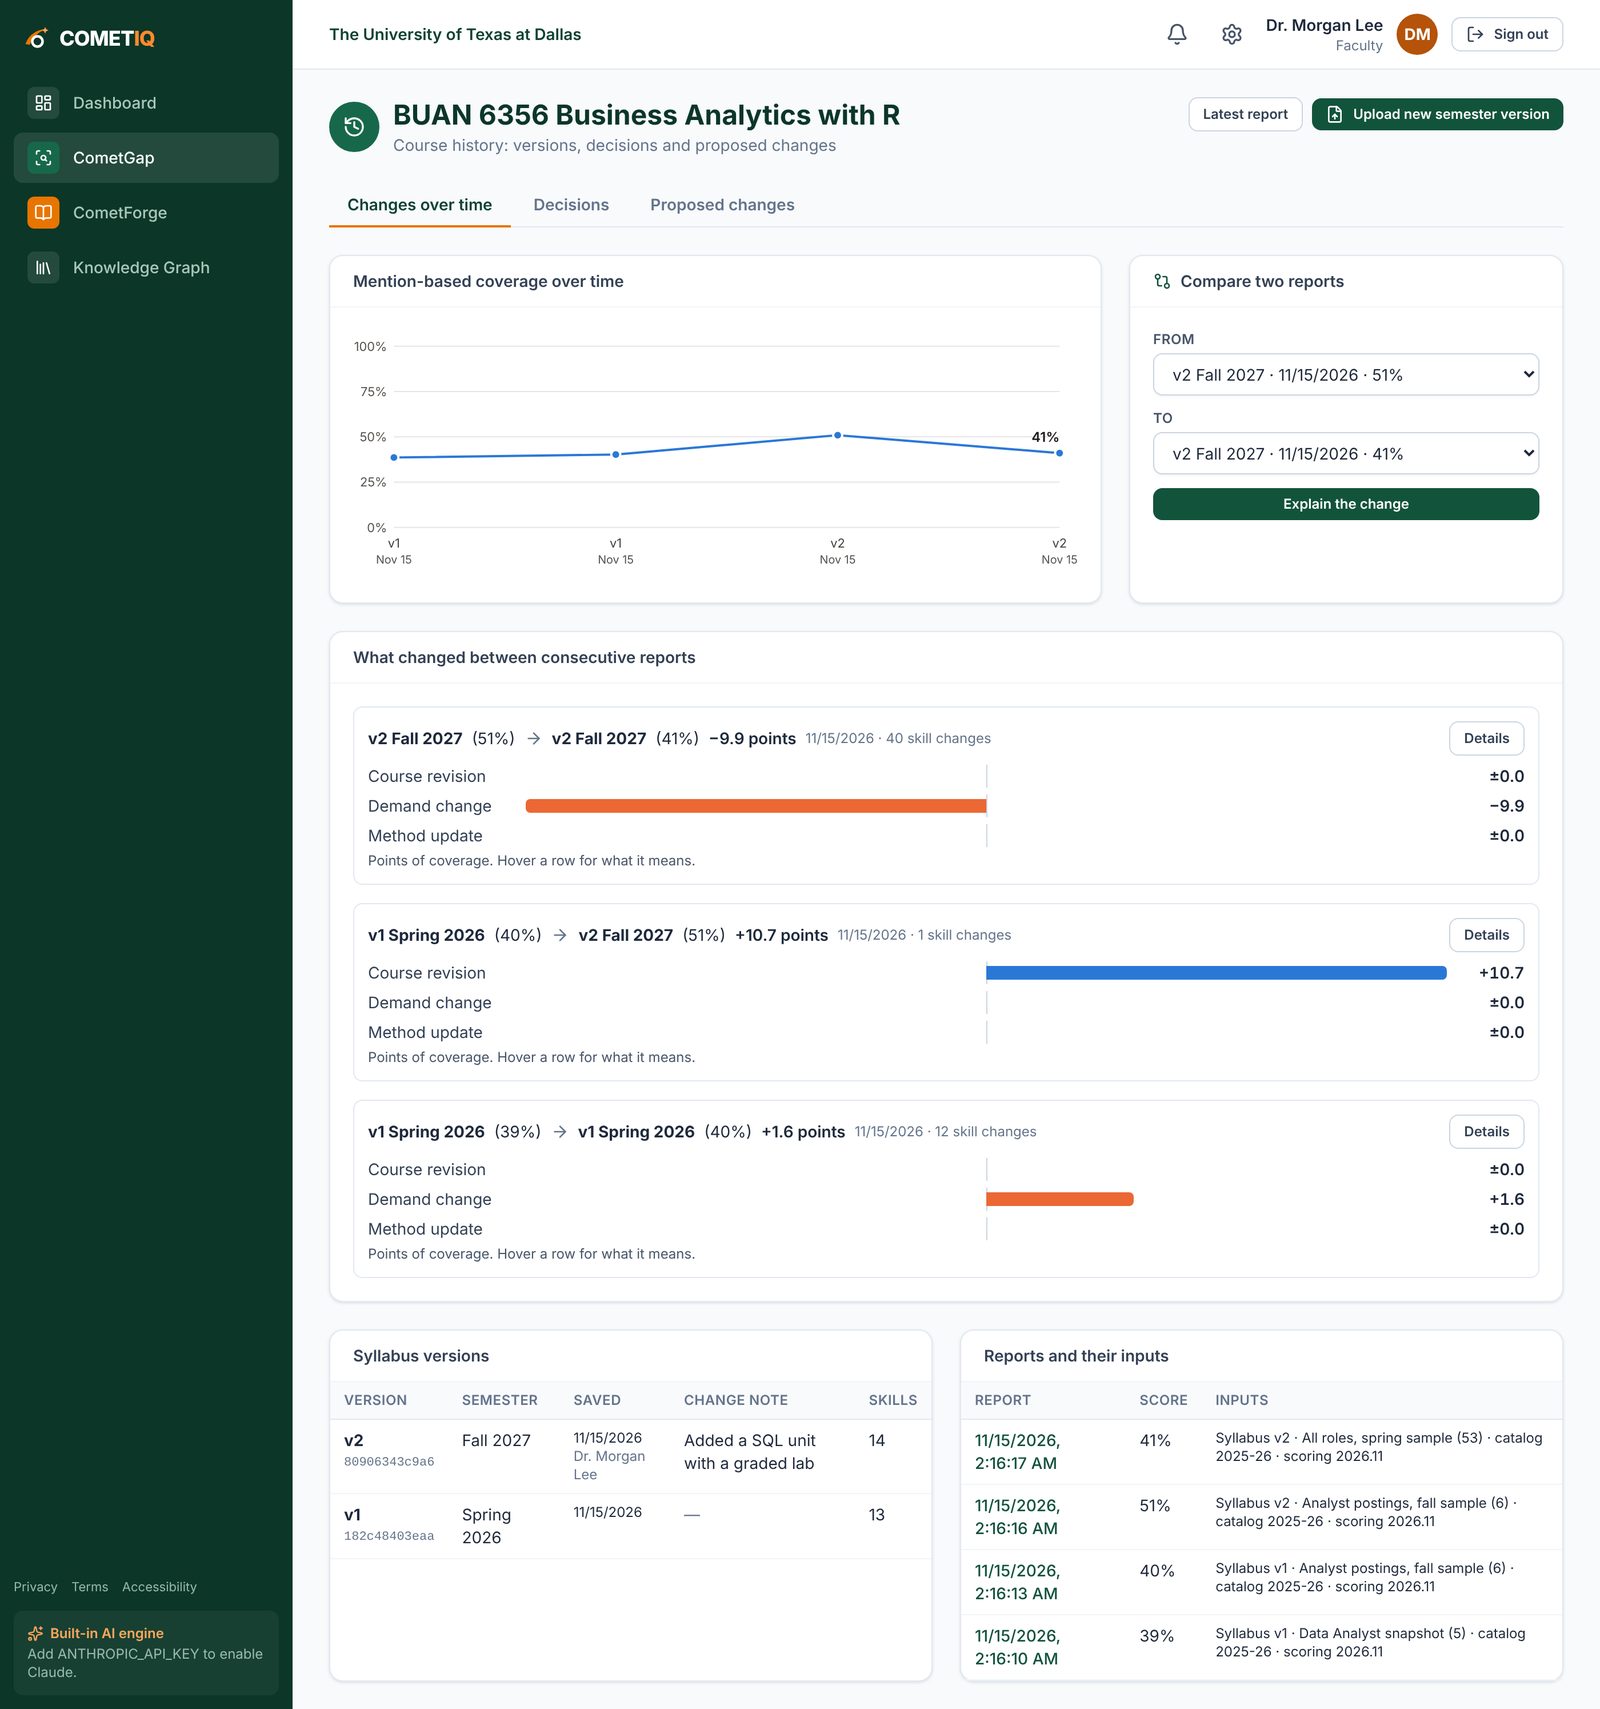 COMETIQ
Dashboard
CometGap
CometForge
Knowledge Graph
Privacy Terms Accessibility
Built-in AI engine
Add ANTHROPIC_API_KEY to enable
Claude.
The University of Texas at Dallas
Dr. Morgan Lee
Faculty
DM
Sign out
BUAN 6356 Business Analytics with R
Course history: versions, decisions and proposed changes
Latest report
Upload new semester version
Changes over time
Decisions
Proposed changes
Mention-based coverage over time
100%
75%
50%
25%
0%
41%
v1 v1 v2 v2
Nov 15 Nov 15 Nov 15 Nov 15
Compare two reports
FROM
v2 Fall 2027 · 11/15/2026 · 51%
TO
v2 Fall 2027 · 11/15/2026 · 41%
Explain the change
What changed between consecutive reports
v2 Fall 2027 (51%) → v2 Fall 2027 (41%) −9.9 points 11/15/2026 · 40 skill changes Details
Course revision ±0.0
Demand change −9.9
Method update ±0.0
Points of coverage. Hover a row for what it means.
v1 Spring 2026 (40%) → v2 Fall 2027 (51%) +10.7 points 11/15/2026 · 1 skill changes Details
Course revision +10.7
Demand change ±0.0
Method update ±0.0
Points of coverage. Hover a row for what it means.
v1 Spring 2026 (39%) → v1 Spring 2026 (40%) +1.6 points 11/15/2026 · 12 skill changes Details
Course revision ±0.0
Demand change +1.6
Method update ±0.0
Points of coverage. Hover a row for what it means.
Syllabus versions
VERSION SEMESTER SAVED CHANGE NOTE SKILLS
v2 Fall 2027 11/15/2026 Added a SQL unit 14
80906343c9a6 Dr. Morgan with a graded lab
Lee
v1 Spring 11/15/2026 — 13
182c48403eaa 2026
Reports and their inputs
REPORT SCORE INPUTS
11/15/2026, 41% Syllabus v2 · All roles, spring sample (53) · catalog
2:16:17 AM 2025-26 · scoring 2026.11
11/15/2026, 51% Syllabus v2 · Analyst postings, fall sample (6) ·
2:16:16 AM catalog 2025-26 · scoring 2026.11
11/15/2026, 40% Syllabus v1 · Analyst postings, fall sample (6) ·
2:16:13 AM catalog 2025-26 · scoring 2026.11
11/15/2026, 39% Syllabus v1 · Data Analyst snapshot (5) · catalog
2:16:10 AM 2025-26 · scoring 2026.11